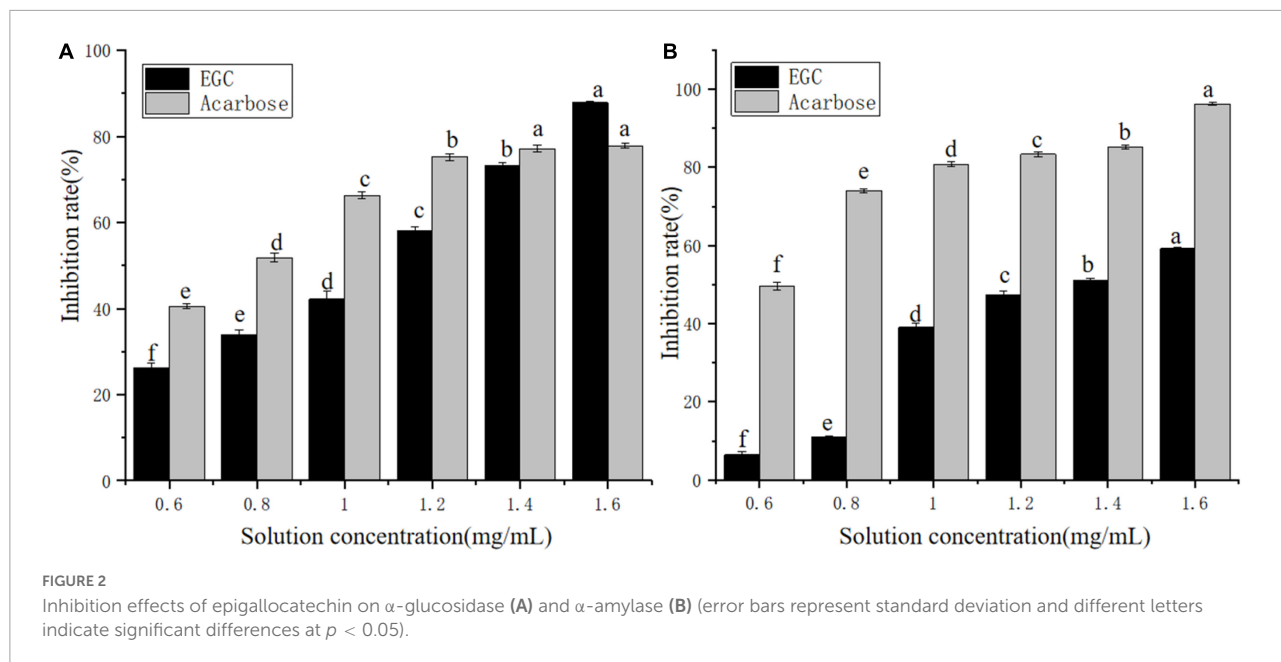 A
100
80
60
40
20
0
Inhibition rate(%)
EGC
Acarbose
f
e
e
d
d
c
c
b
b
a
a
a
0.6
0.8
1
1.2
1.4
1.6
Solution concentration(mg/mL)
B
100
80
60
40
20
0
Inhibition rate(%)
EGC
Acarbose
f
f
e
e
d
d
c
c
b
b
a
a
0.6
0.8
1
1.2
1.4
1.6
Solution concentration(mg/mL)
FIGURE 2
Inhibition effects of epigallocatechin on α-glucosidase (A) and α-amylase (B) (error bars represent standard deviation and different letters
indicate significant differences at p < 0.05).